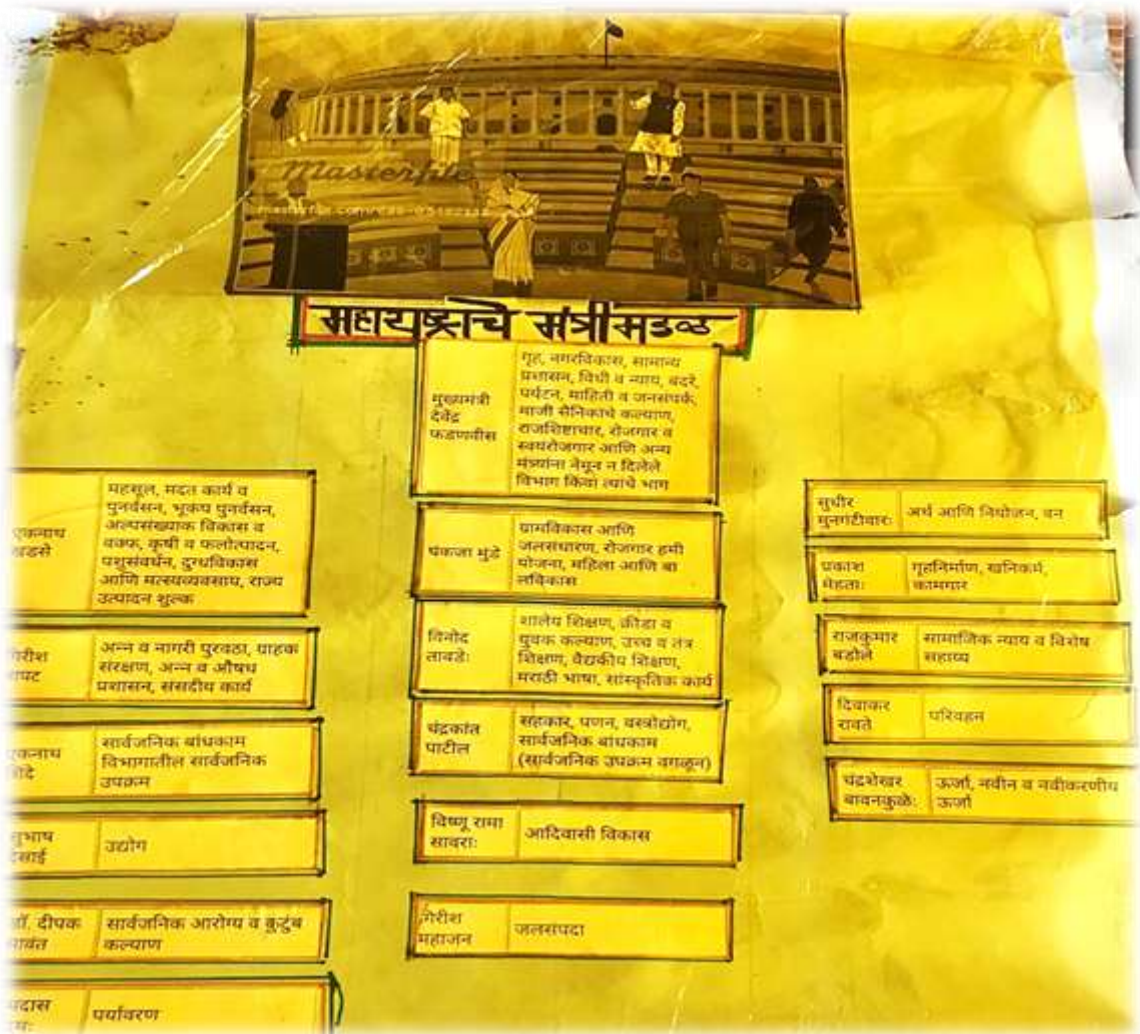 Masterfile
महाराष्ट्राचे मंत्रीमडळ
मुख्यमंत्री
देवेंद्र
फडणवीस
गृह, नगरविकास, सामान्य
प्रशासन, विधी व न्याय, बंदरे,
पर्यटन, माहिती व जनसंपर्क,
माजी सैनिकांचे कल्याण,
राजशिष्टाचार, रोजगार व
स्वयंरोजगार आणि अन्य
मंत्र्यांना नेमून न दिलेले
विभाग किंवा त्यांचे भाग
एकनाथ
खडसे
महसूल, मदत कार्य व
पुनर्वसन, भूकंप पुनर्वसन,
अल्पसंख्याक विकास व
वक्फ, कृषी व फलोत्पादन,
पशुसंवर्धन, दुग्धविकास
आणि मत्स्यव्यवसाय, राज्य
उत्पादन शुल्क
गिरीश
बापट
अन्न व नागरी पुरवठा, ग्राहक
संरक्षण, अन्न व औषध
प्रशासन, संसदीय कार्य
एकनाथ
शिंदे
सार्वजनिक बांधकाम
विभागातील सार्वजनिक
उपक्रम
सुभाष
देसाई
उद्योग
डॉ. दीपक
सावंत
सार्वजनिक आरोग्य व कुटुंब
कल्याण
पर्यावरण
पंकजा मुंडे
ग्रामविकास आणि
जलसंधारण, रोजगार हमी
योजना, महिला आणि बा
लविकास
विनोद
तावडे:
शालेय शिक्षण, क्रीडा व
युवक कल्याण, उच्च व तंत्र
शिक्षण, वैद्यकीय शिक्षण,
मराठी भाषा, सांस्कृतिक कार्य
चंद्रकांत
पाटील
सहकार, पणन, वस्त्रोद्योग,
सार्वजनिक बांधकाम
(सार्वजनिक उपक्रम वगळून)
विष्णू रामा
सावरा:
आदिवासी विकास
गिरीश
महाजन
जलसंपदा
सुधीर
मुनगंटीवार:
अर्थ आणि नियोजन, वन
प्रकाश
मेहता:
गृहनिर्माण, खनिकर्म,
कामगार
राजकुमार
बडोले
सामाजिक न्याय व विशेष
सहाय्य
दिवाकर
रावते
परिवहन
चंद्रशेखर
बावनकुळे:
ऊर्जा, नवीन व नवीकरणीय
ऊर्जा